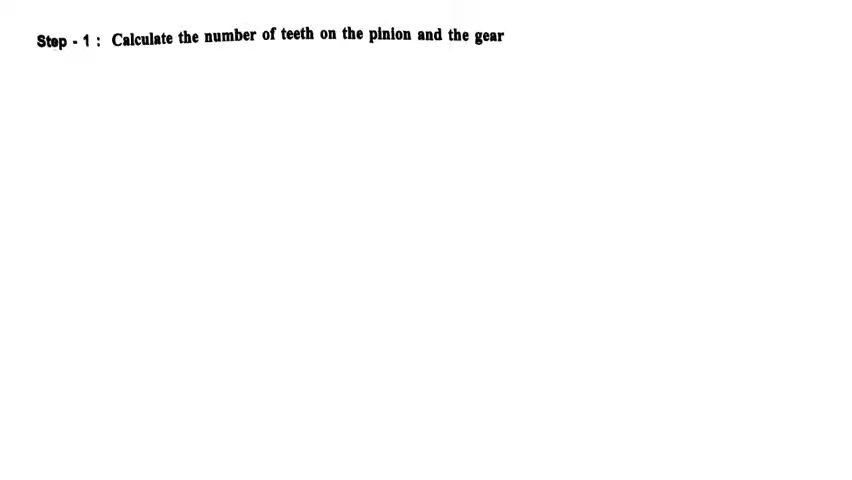 Step - 1 : Calculate the number of teeth on the pinion and the gear